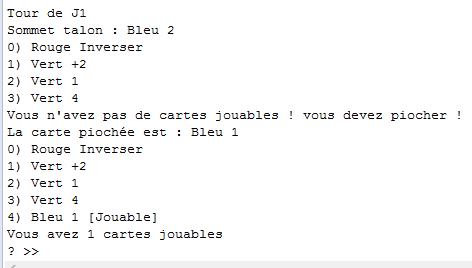 Tour de J1
Sommet talon : Bleu 2
0) Rouge Inverser
1) Vert +2
2) Vert 1
3) Vert 4
Vous n'avez pas de cartes jouables ! vous devez piocher !
La carte piochée est : Bleu 1
0) Rouge Inverser
1) Vert +2
2) Vert 1
3) Vert 4
4) Bleu 1 [Jouable]
Vous avez 1 cartes jouables
? >>